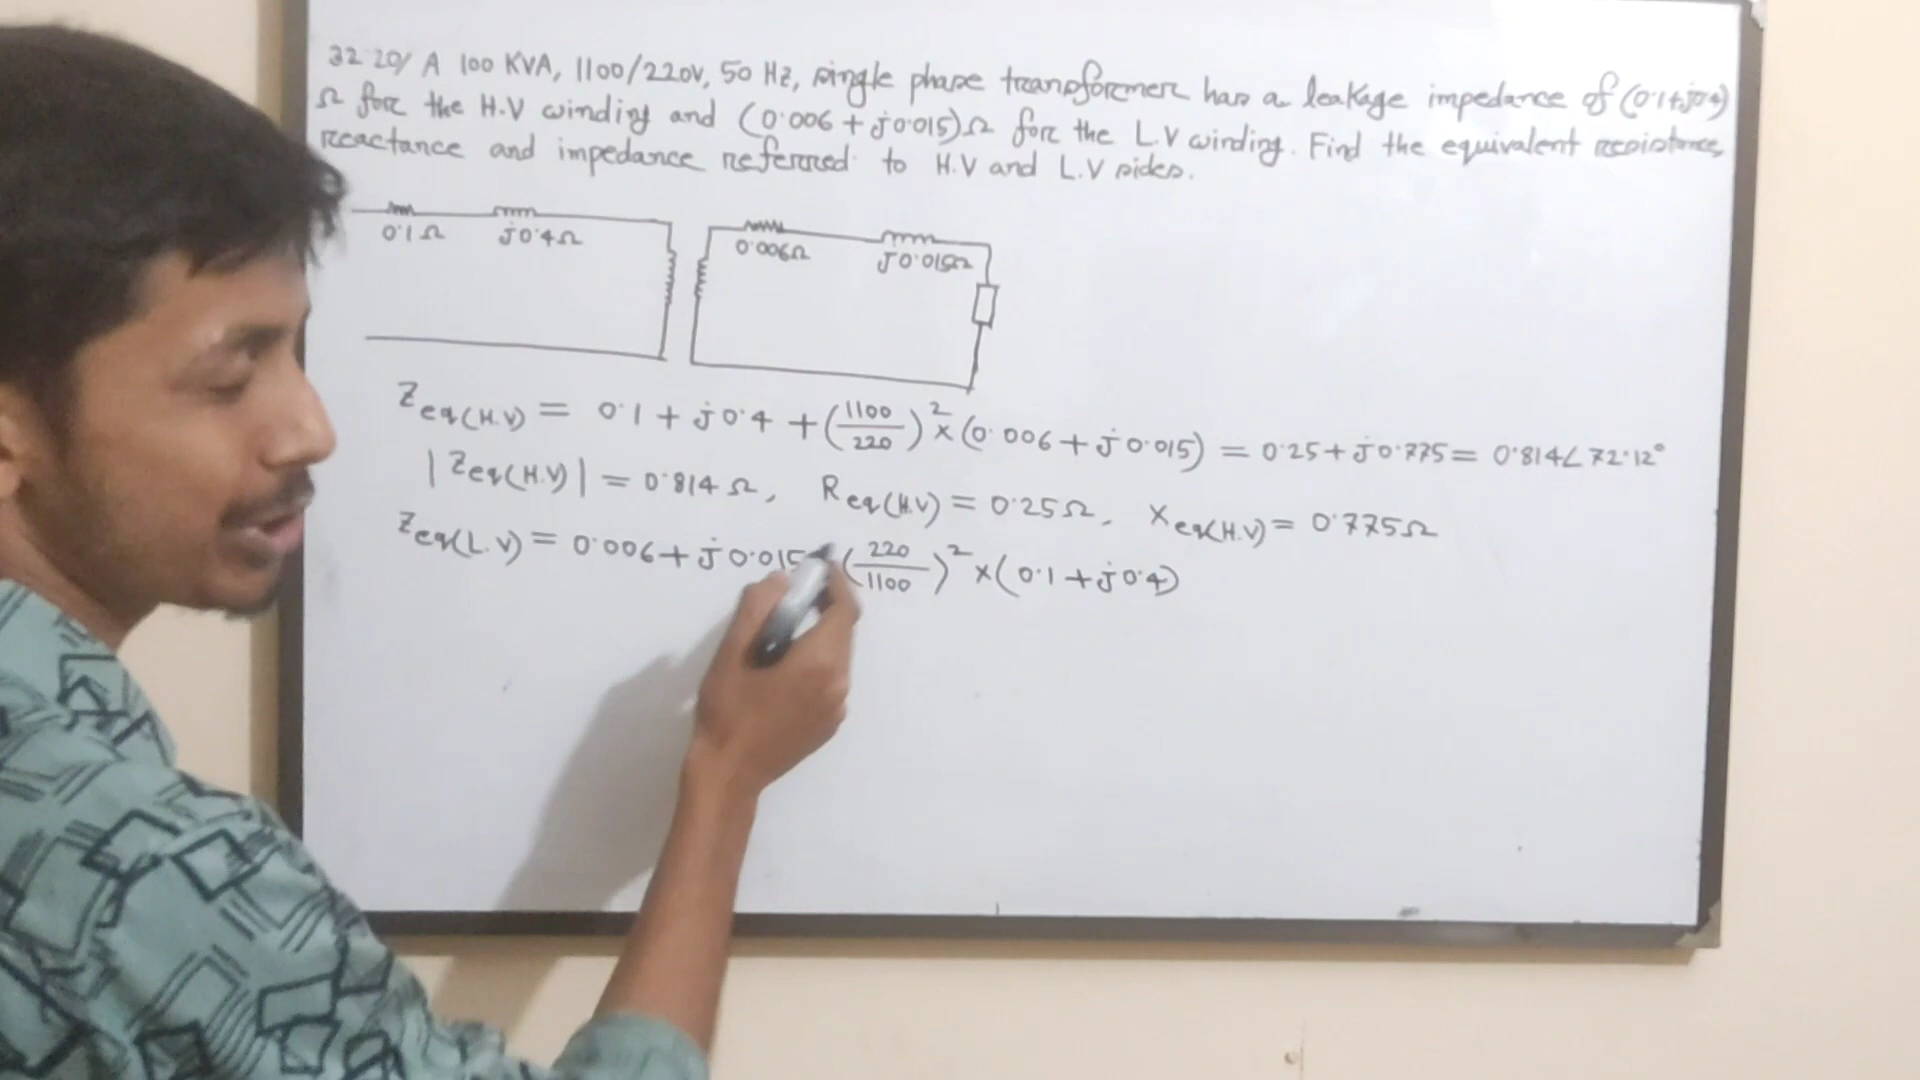 32.20/ A 100 KVA, 1100/220V, 50 Hz, single phase transformer has a leakage impedance of (0.1+j0.4)
Ω for the H.V winding and (0.006 + j0.015)Ω for the L.V winding. Find the equivalent resistance,
reactance and impedance referred to H.V and L.V sides.
0.1Ω j0.4Ω 0.006Ω J0.015Ω
Zeq(H.V) = 0.1 + j0.4 + (1100/220)² × (0.006 + j0.015) = 0.25 + j0.775 = 0.814∠72.12°
|Zeq(H.V)| = 0.814 Ω, Req(H.V) = 0.25Ω, Xeq(H.V) = 0.775Ω
Zeq(L.V) = 0.006 + j0.015 (220/1100)² × (0.1 + j0.4)